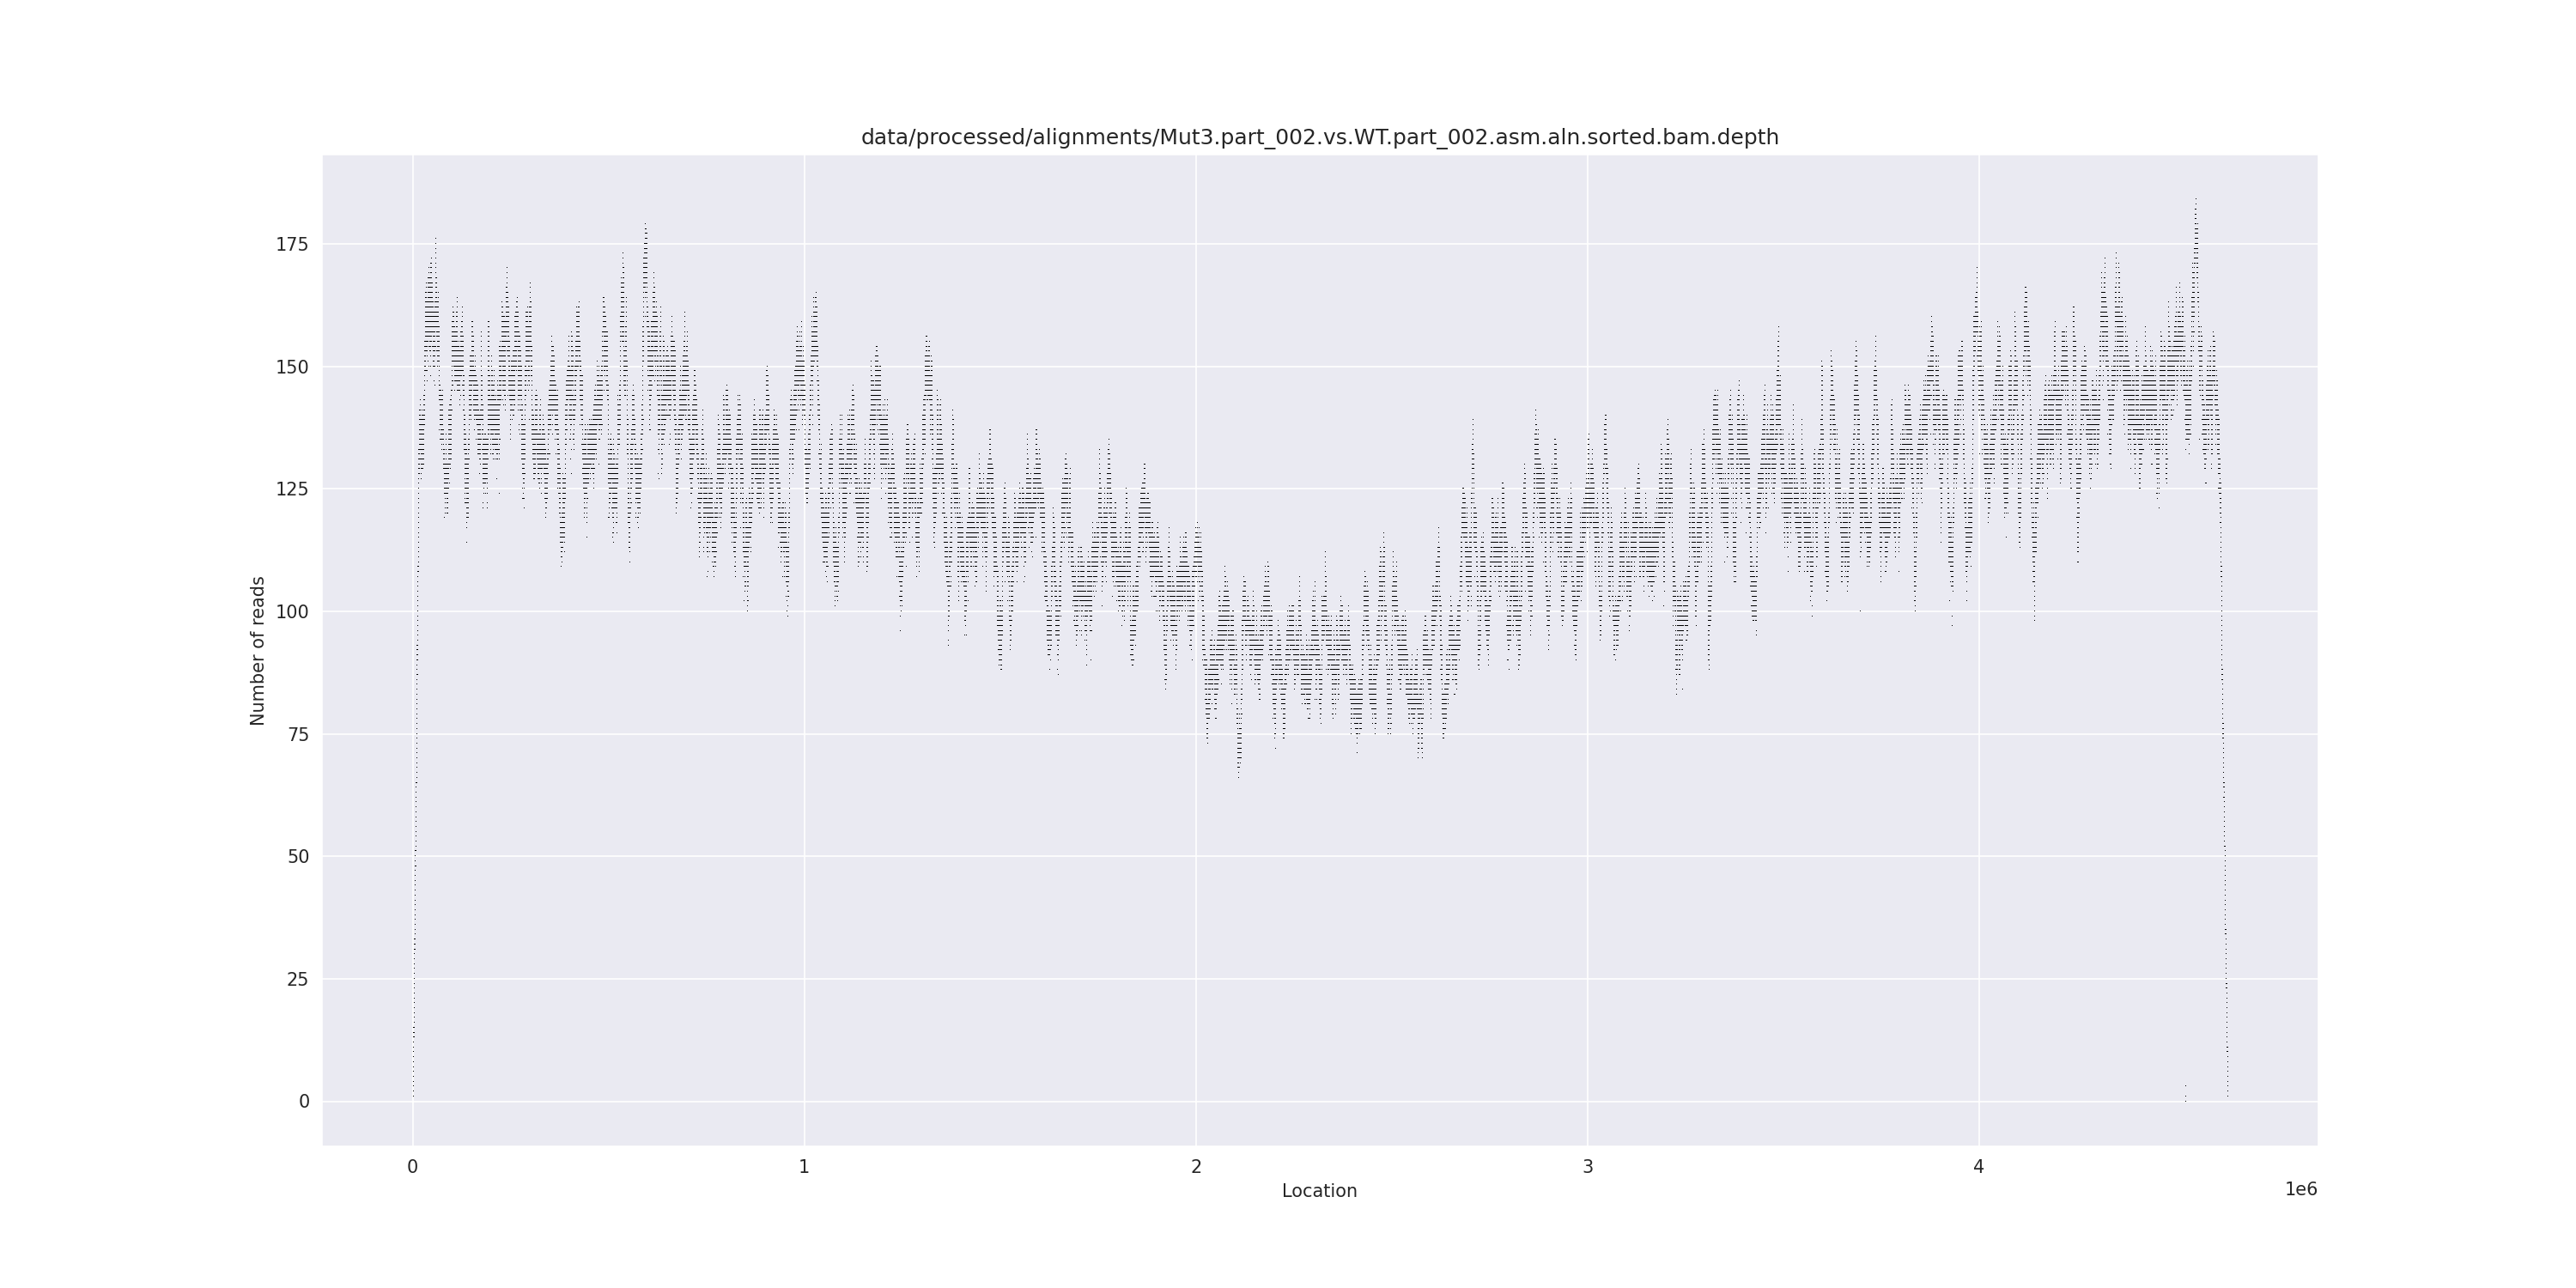 data/processed/alignments/Mut3.part_002.vs.WT.part_002.asm.aln.sorted.bam.depth
175
150
125
100
75
50
25
0
Number of reads
0 1 2 3 4
Location
1e6